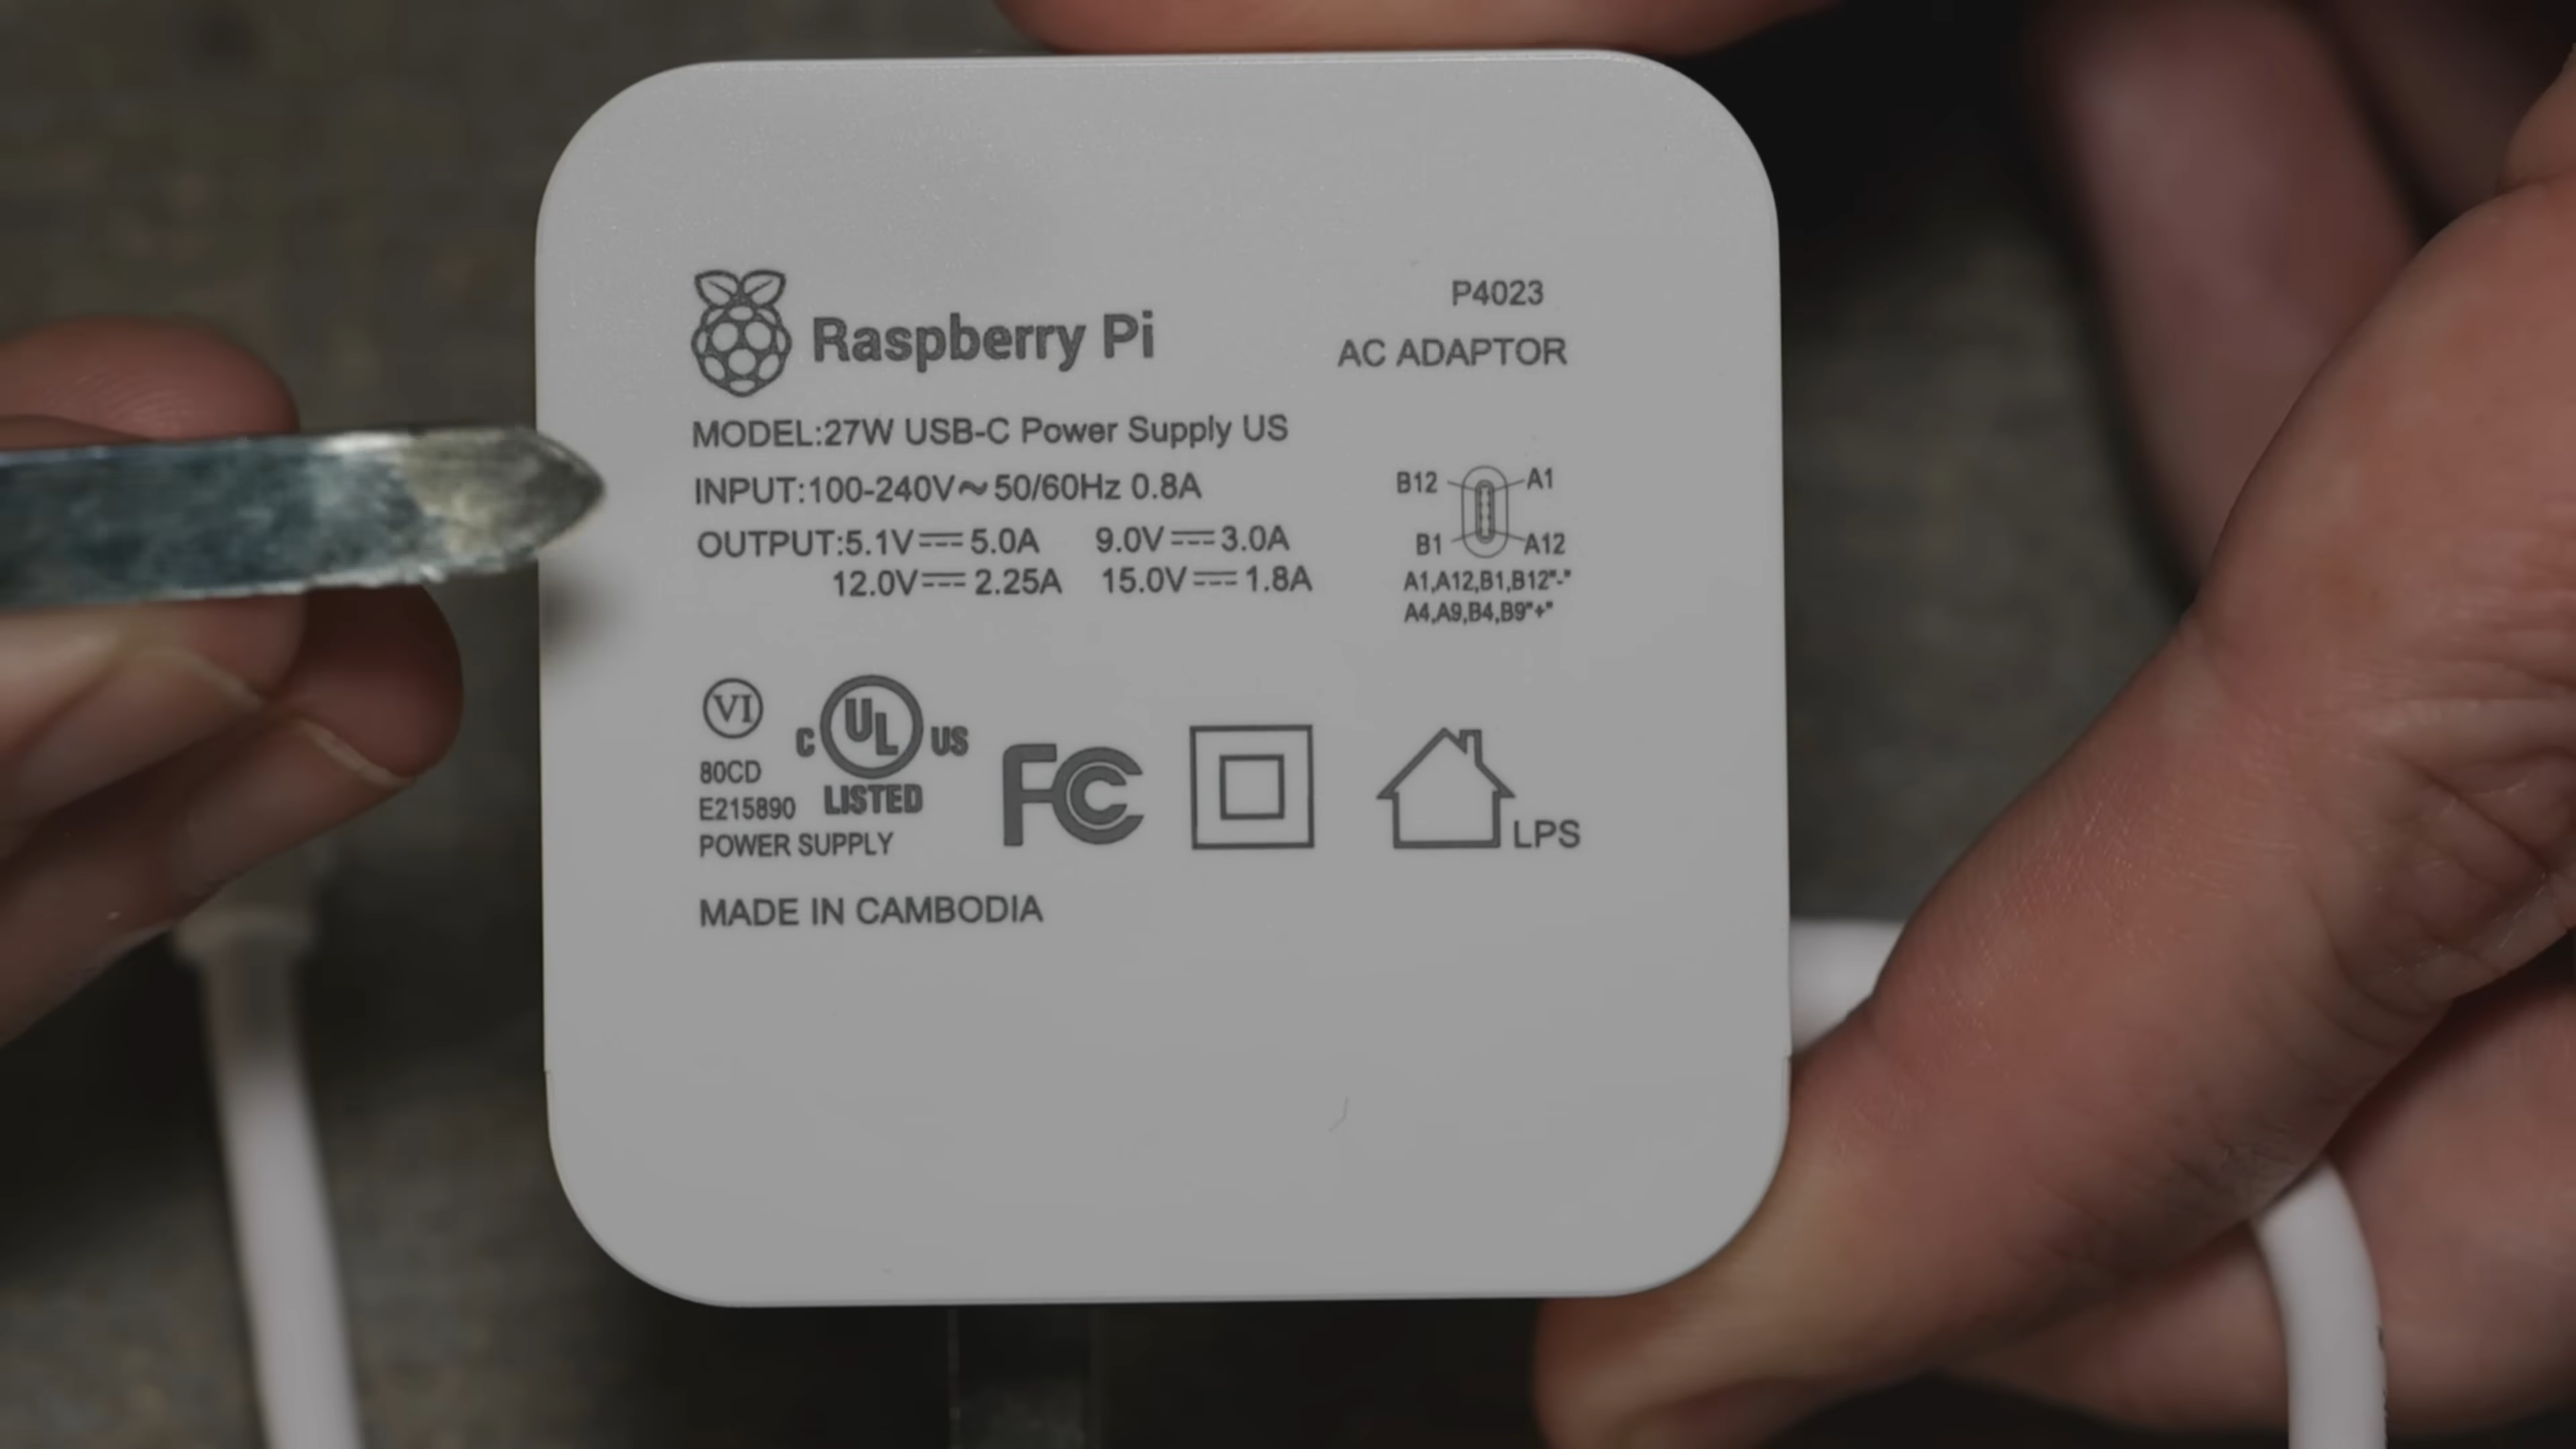 Raspberry Pi
P4023
AC ADAPTOR
MODEL:27W USB-C Power Supply US
INPUT:100-240V~50/60Hz 0.8A
OUTPUT:5.1V⎓5.0A 9.0V⎓3.0A
12.0V⎓2.25A 15.0V⎓1.8A
B12 A1
B1 A12
A1,A12,B1,B12"-"
A4,A9,B4,B9"+"
VI
C UL US
LISTED
80CD
E215890
POWER SUPPLY
FC
LPS
MADE IN CAMBODIA